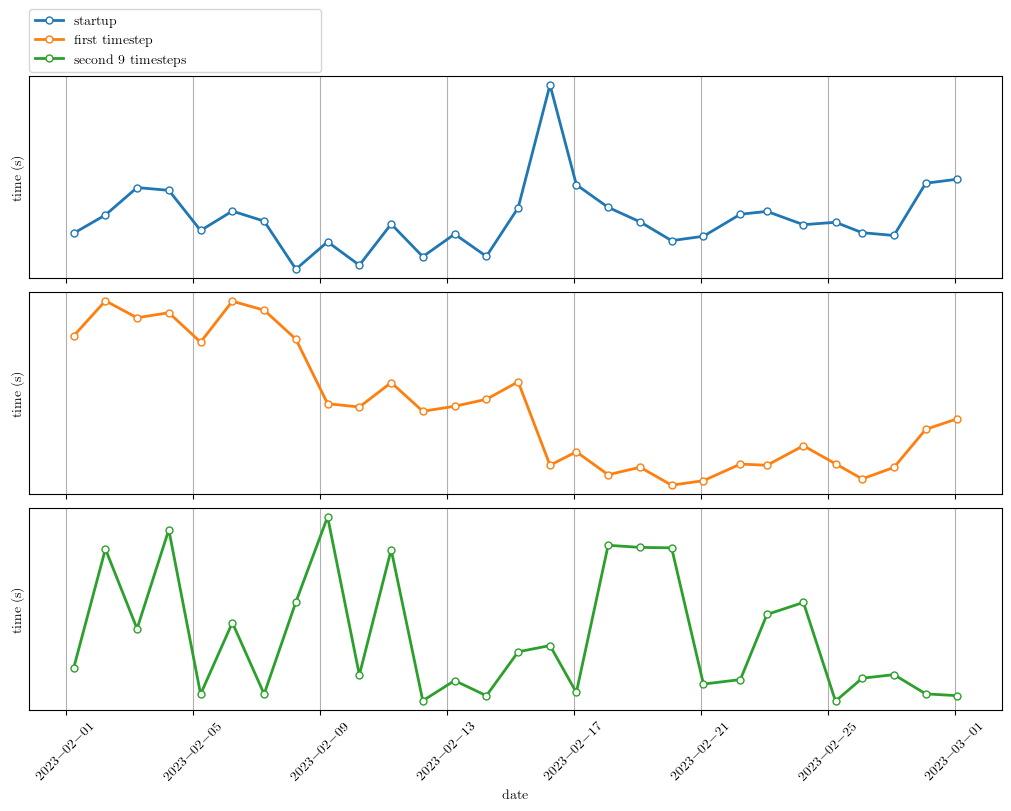 startup
first timestep
second 9 timesteps
time (s)
time (s)
time (s)
2023−02−01
2023−02−05
2023−02−09
2023−02−13
2023−02−17
2023−02−21
2023−02−25
2023−03−01
date